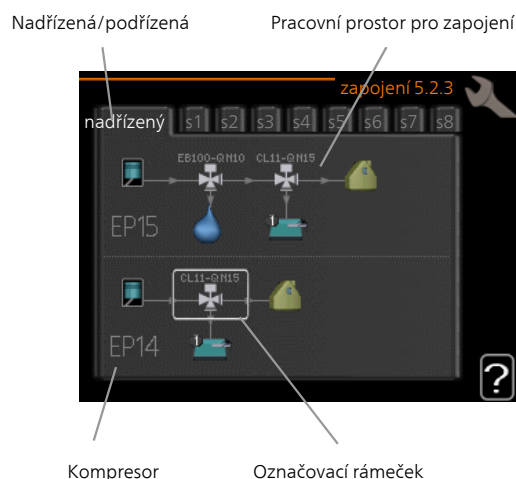 Nadřízená/podřízená
Pracovní prostor pro zapojení
zapojení 5.2.3
nadřízený s1 s2 s3 s4 s5 s6 s7 s8
EB100-QN10 CL11-QN15
1
EP15
CL11-QN15
1
EP14
?
Kompresor
Označovací rámeček